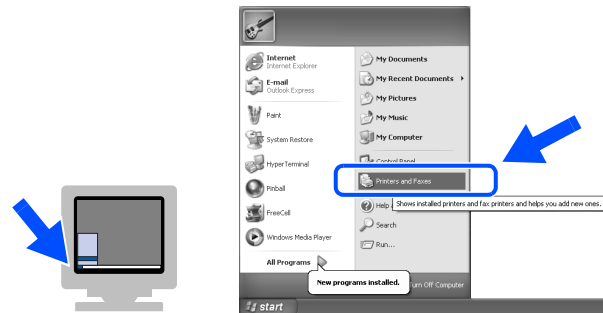 Internet
Internet Explorer
E-mail
Outlook Express
Paint
System Restore
HyperTerminal
Pinball
FreeCell
Windows Media Player
All Programs
My Documents
My Recent Documents
My Pictures
My Music
My Computer
Control Panel
Printers and Faxes
Help
Shows installed printers and fax printers and helps you add new ones.
Search
Run...
New programs installed.
Turn Off Computer
start